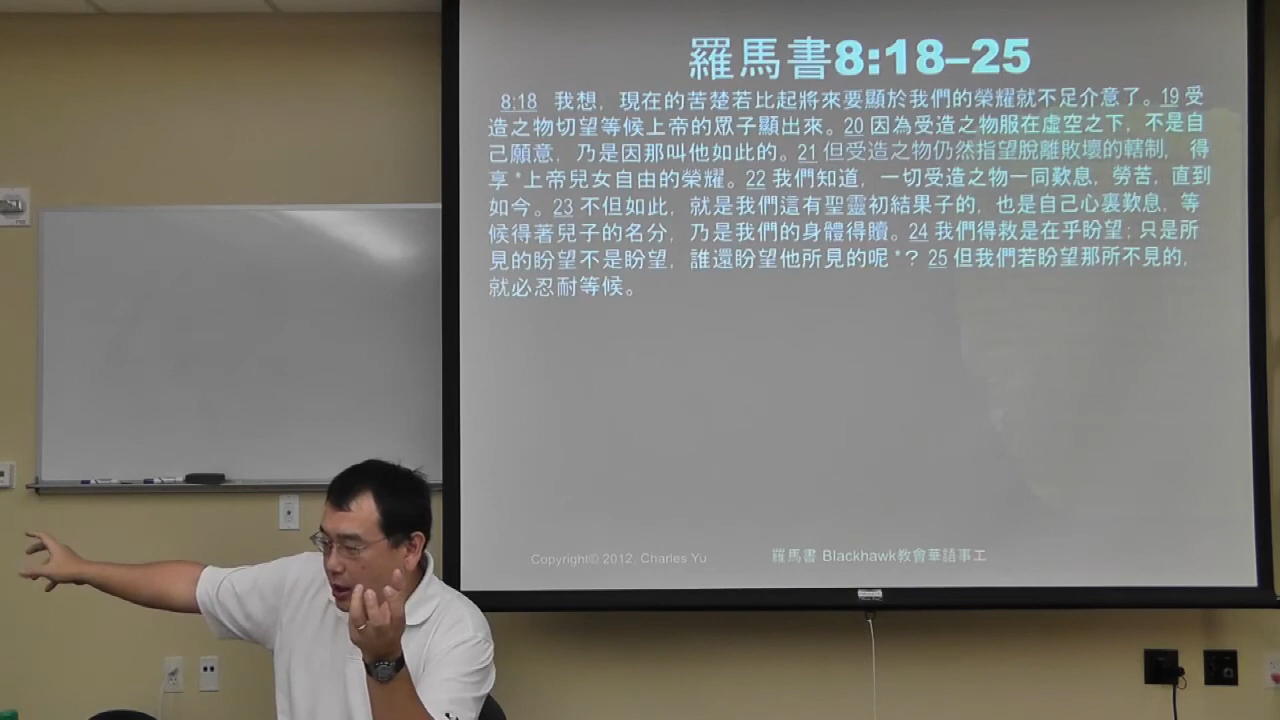 羅馬書8:18–25
8:18 我想，現在的苦楚若比起將來要顯於我們的榮耀就不足介意了。19 受
造之物切望等候上帝的眾子顯出來。20 因為受造之物服在虛空之下，不是自
己願意，乃是因那叫他如此的。21 但受造之物仍然指望脫離敗壞的轄制，得
享 *上帝兒女自由的榮耀。22 我們知道，一切受造之物一同歎息，勞苦，直到
如今。23 不但如此，就是我們這有聖靈初結果子的，也是自己心裏歎息，等
候得著兒子的名分，乃是我們的身體得贖。24 我們得救是在乎盼望；只是所
見的盼望不是盼望，誰還盼望他所見的呢 *？25 但我們若盼望那所不見的，
就必忍耐等候。
Copyright© 2012, Charles Yu
羅馬書 Blackhawk教會華語事工